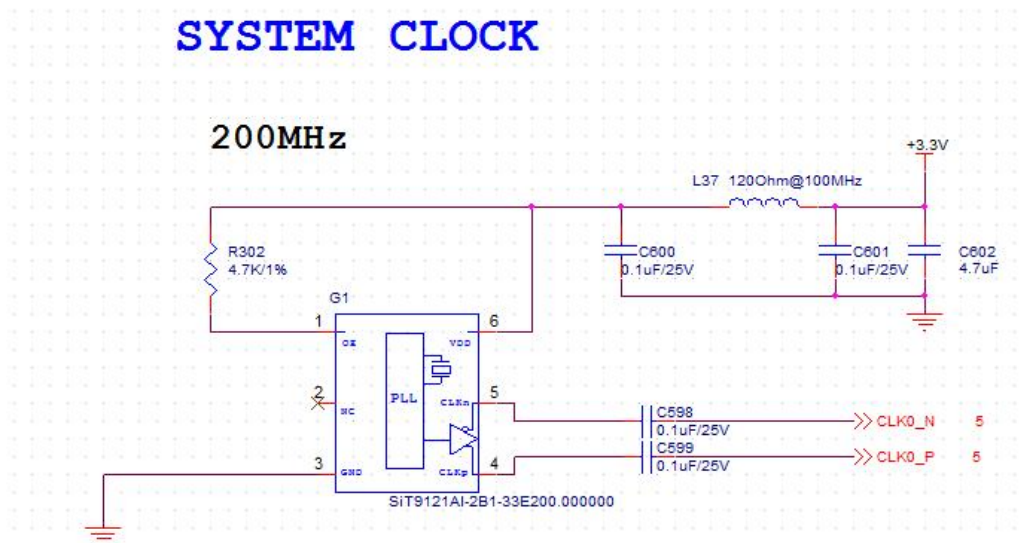 SYSTEM CLOCK
200MHz
+3.3V
L37 120Ohm@100MHz
R302
4.7K/1%
C600
0.1uF/25V
C601
0.1uF/25V
C602
4.7uF
G1
1
6
OE
VDD
2
5
NC
PLL
CLKn
C598
0.1uF/25V
CLK0_N 5
C599
0.1uF/25V
CLK0_P 5
3
4
GND
CLKp
SiT9121AI-2B1-33E200.000000